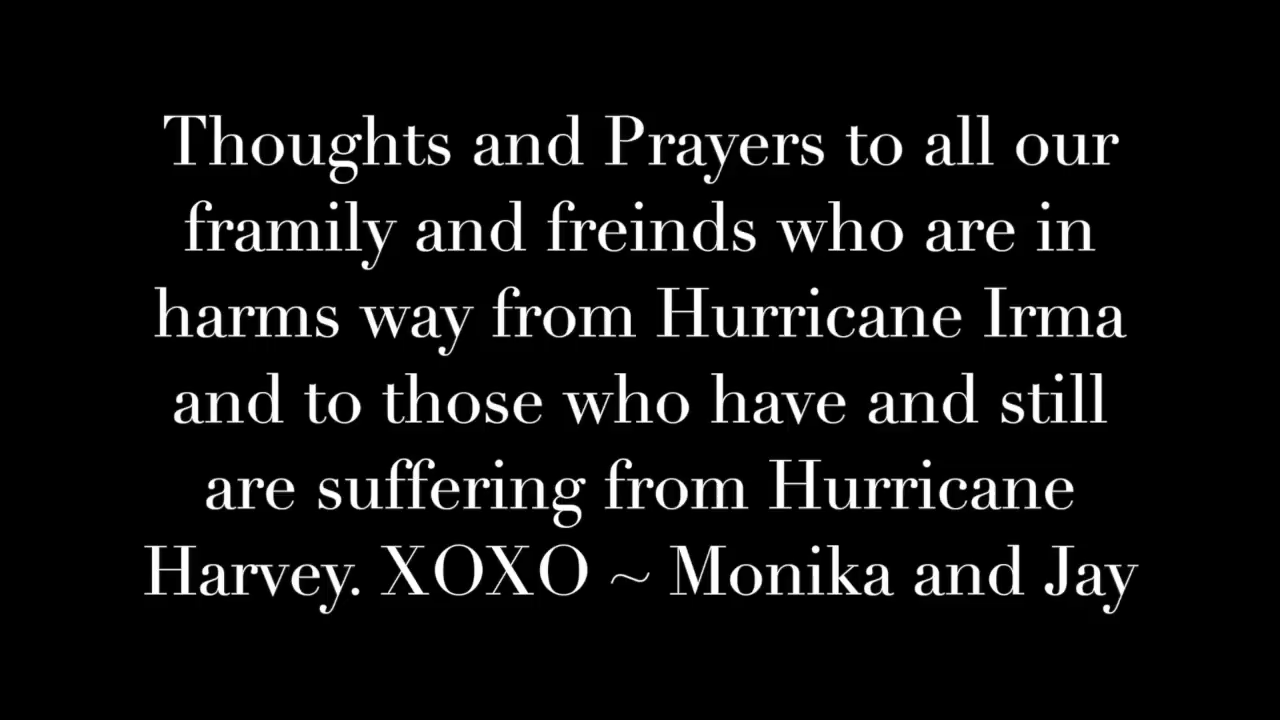 Thoughts and Prayers to all our
framily and freinds who are in
harms way from Hurricane Irma
and to those who have and still
are suffering from Hurricane
Harvey. XOXO ~ Monika and Jay